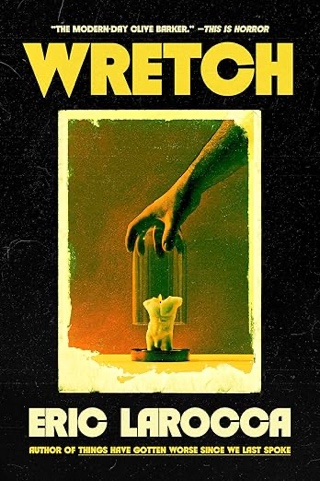 "THE MODERN-DAY CLIVE BARKER." —THIS IS HORROR
WRETCH
ERIC LAROCCA
AUTHOR OF THINGS HAVE GOTTEN WORSE SINCE WE LAST SPOKE